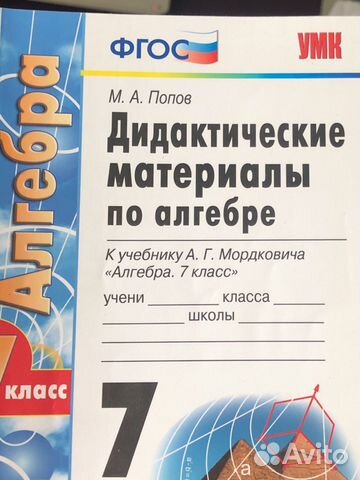 ФГОС
УМК
М. А. Попов
Дидактические
материалы
по алгебре
К учебнику А. Г. Мордковича
«Алгебра. 7 класс»
учени класса
школы
Алгебра
7 класс
7
a
Avito